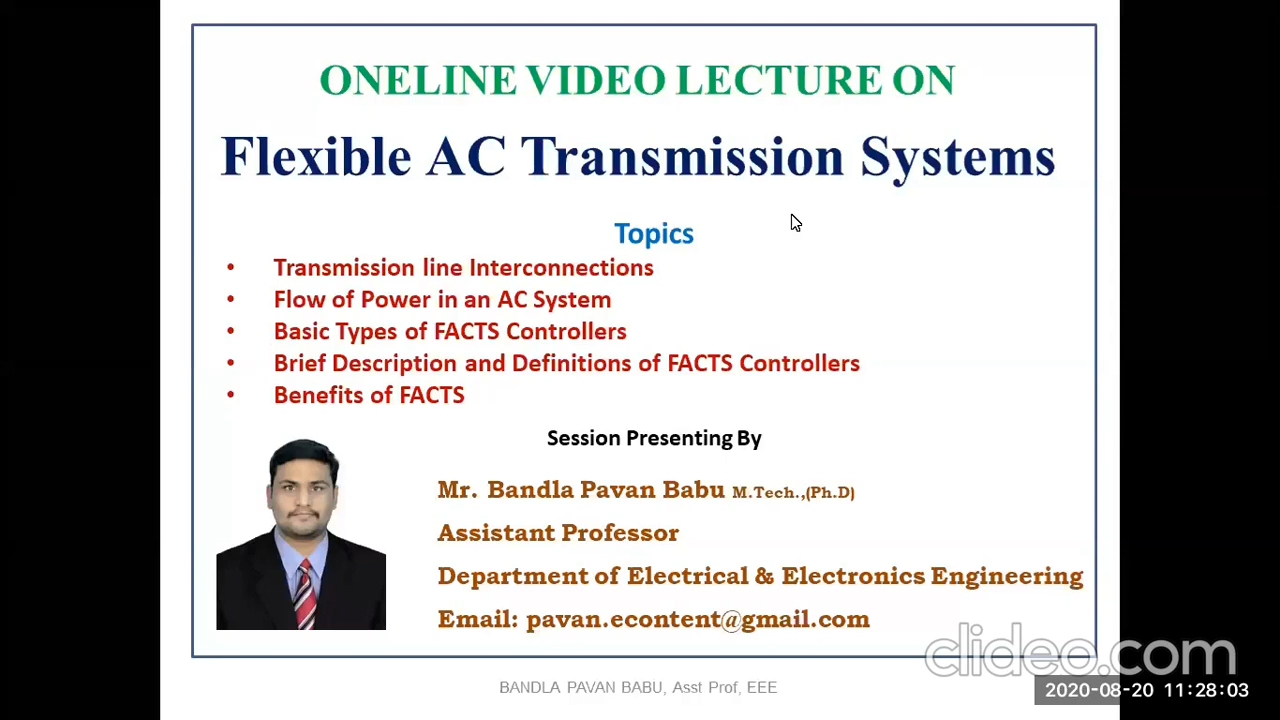 ONELINE VIDEO LECTURE ON
Flexible AC Transmission Systems
Topics
• Transmission line Interconnections
• Flow of Power in an AC System
• Basic Types of FACTS Controllers
• Brief Description and Definitions of FACTS Controllers
• Benefits of FACTS
Session Presenting By
Mr. Bandla Pavan Babu M.Tech.,(Ph.D)
Assistant Professor
Department of Electrical & Electronics Engineering
Email: pavan.econtent@gmail.com
clideo.com
BANDLA PAVAN BABU, Asst Prof, EEE
2020-08-20 11:28:03